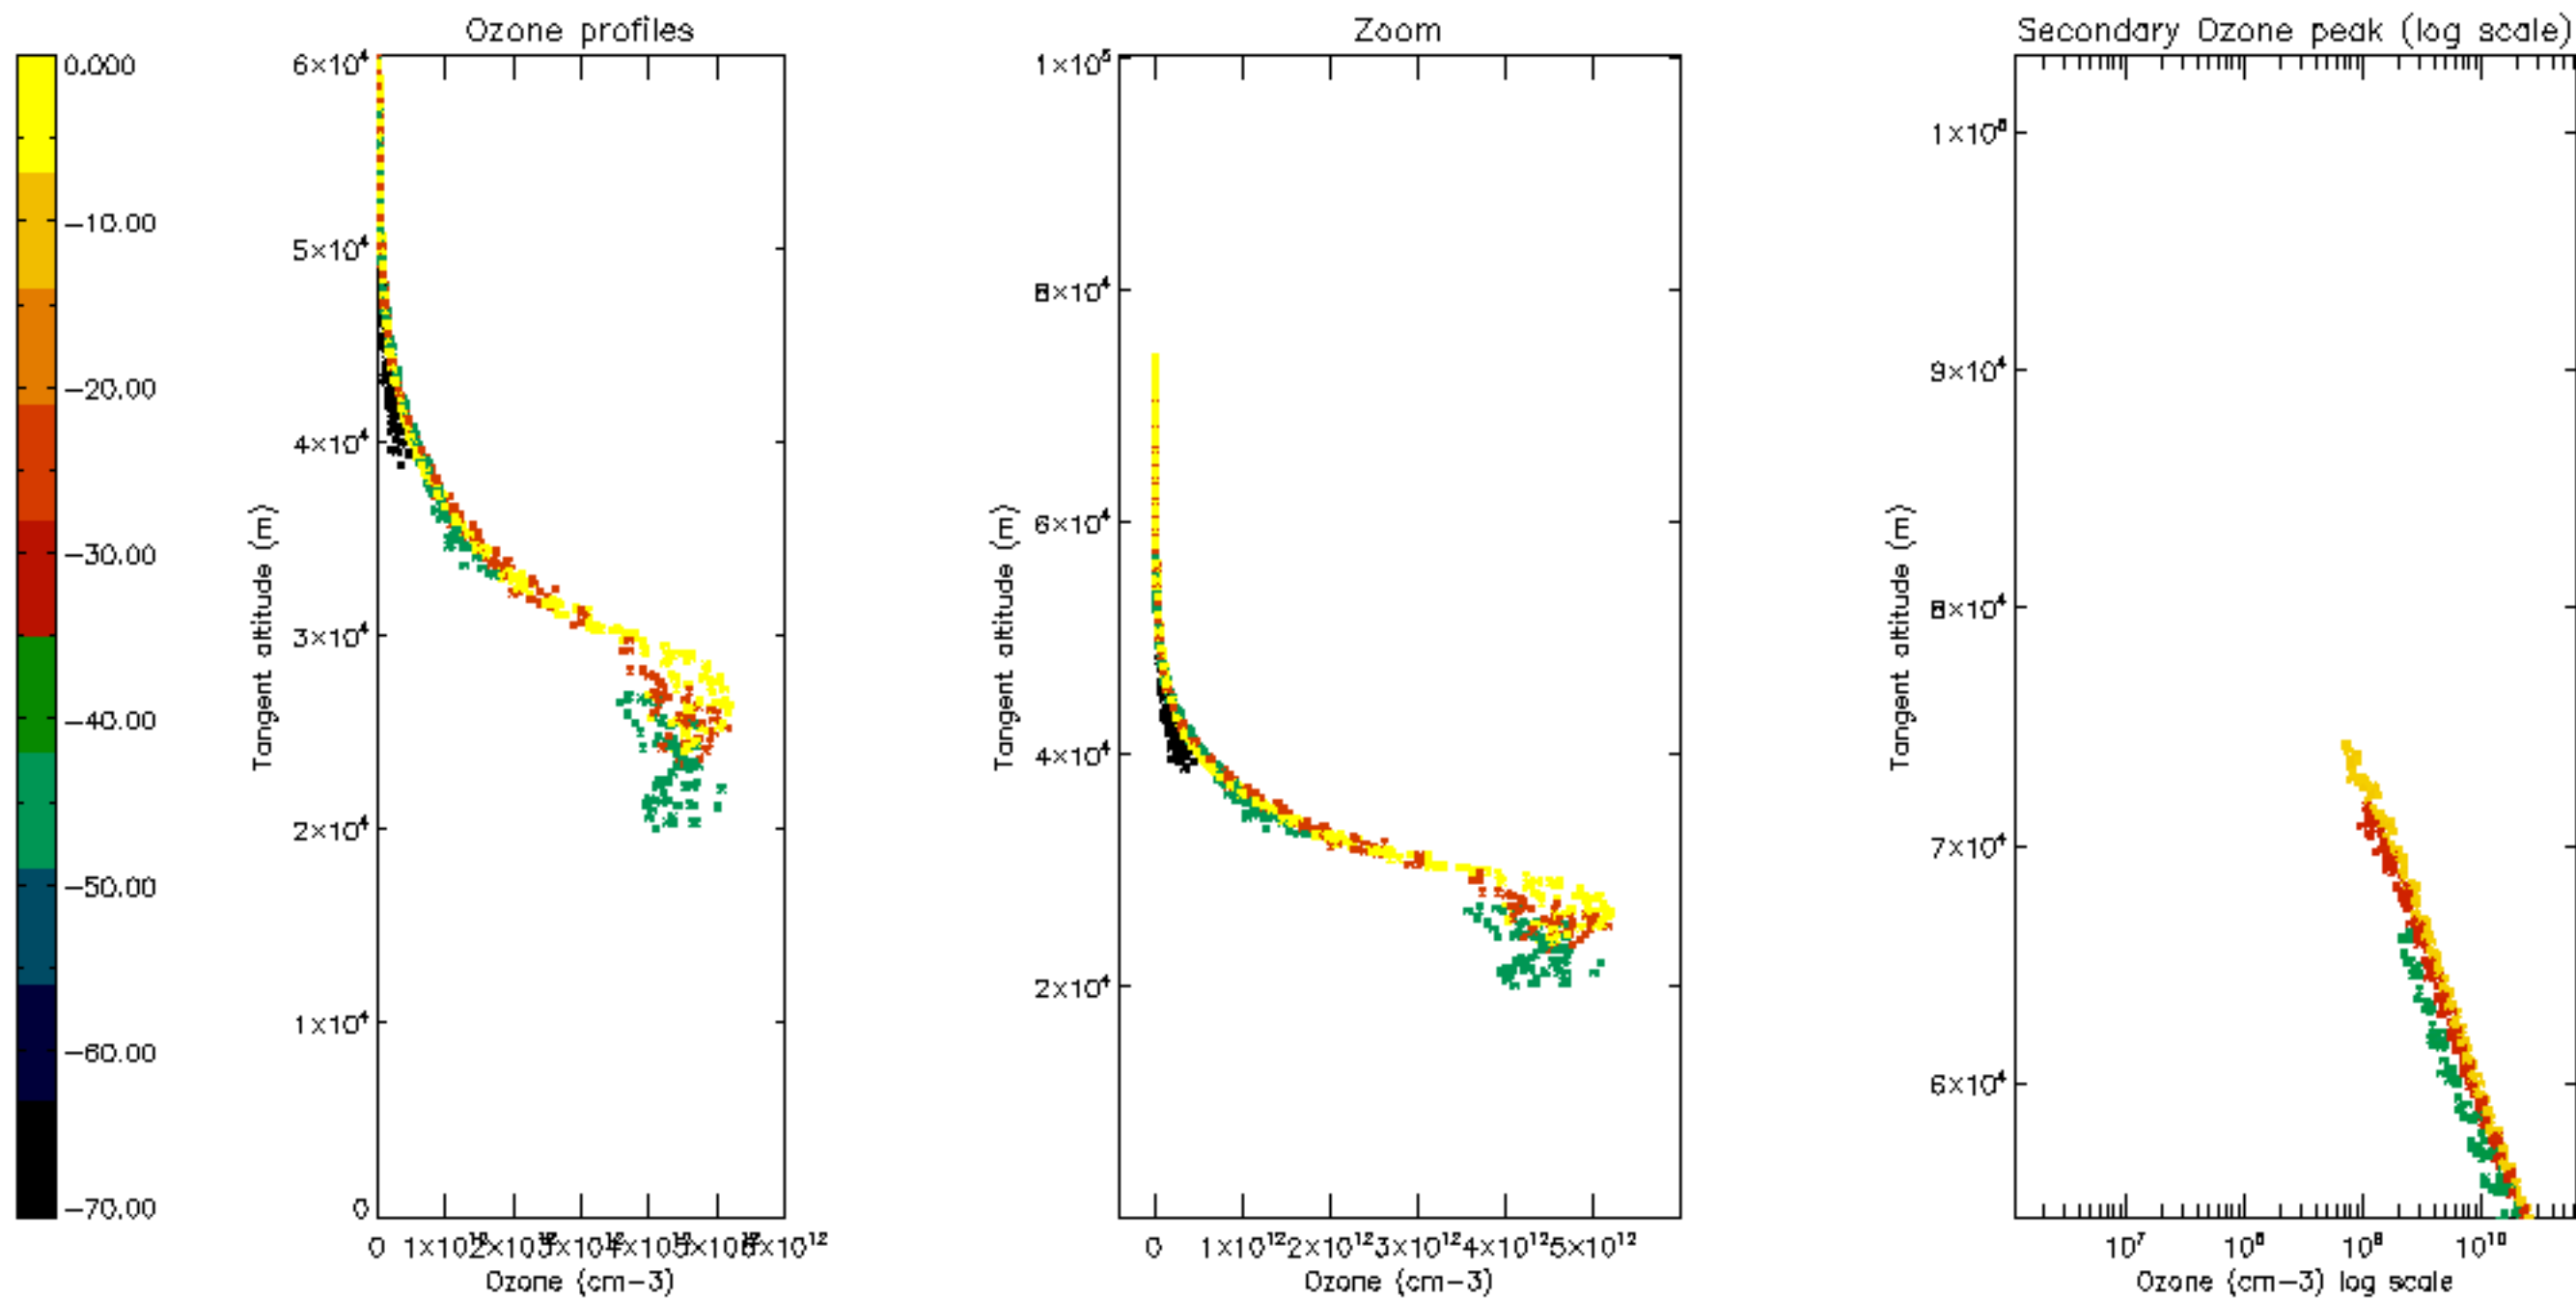 Ozone profiles
Zoom
Secondary Ozone peak (log scale)
0.000
-10.00
-20.00
-30.00
-40.00
-50.00
-60.00
-70.00
6×10⁴
5×10⁴
4×10⁴
3×10⁴
2×10⁴
1×10⁴
0
Tangent altitude (m)
0
Ozone (cm-3)
1×10⁵
8×10⁴
6×10⁴
4×10⁴
2×10⁴
Tangent altitude (m)
0 1×10¹² 2×10¹² 3×10¹² 4×10¹² 5×10¹²
Ozone (cm-3)
9×10⁴
8×10⁴
7×10⁴
6×10⁴
Tangent altitude (m)
10⁷ 10⁸ 10⁹ 10¹⁰
Ozone (cm-3) log scale